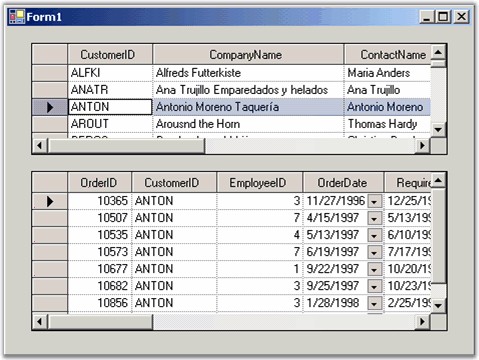 Form1
CustomerID CompanyName ContactName
ALFKI Alfreds Futterkiste Maria Anders
ANATR Ana Trujillo Emparedados y helados Ana Trujillo
ANTON Antonio Moreno Taquería Antonio Moreno
AROUT Arousnd the Horn Thomas Hardy
OrderID CustomerID EmployeeID OrderDate Require
10365 ANTON 3 11/27/1996 12/25/19
10507 ANTON 7 4/15/1997 5/13/199
10535 ANTON 4 5/13/1997 6/10/199
10573 ANTON 7 6/19/1997 7/17/199
10677 ANTON 1 9/22/1997 10/20/19
10682 ANTON 3 9/25/1997 10/23/19
10856 ANTON 3 1/28/1998 2/25/199